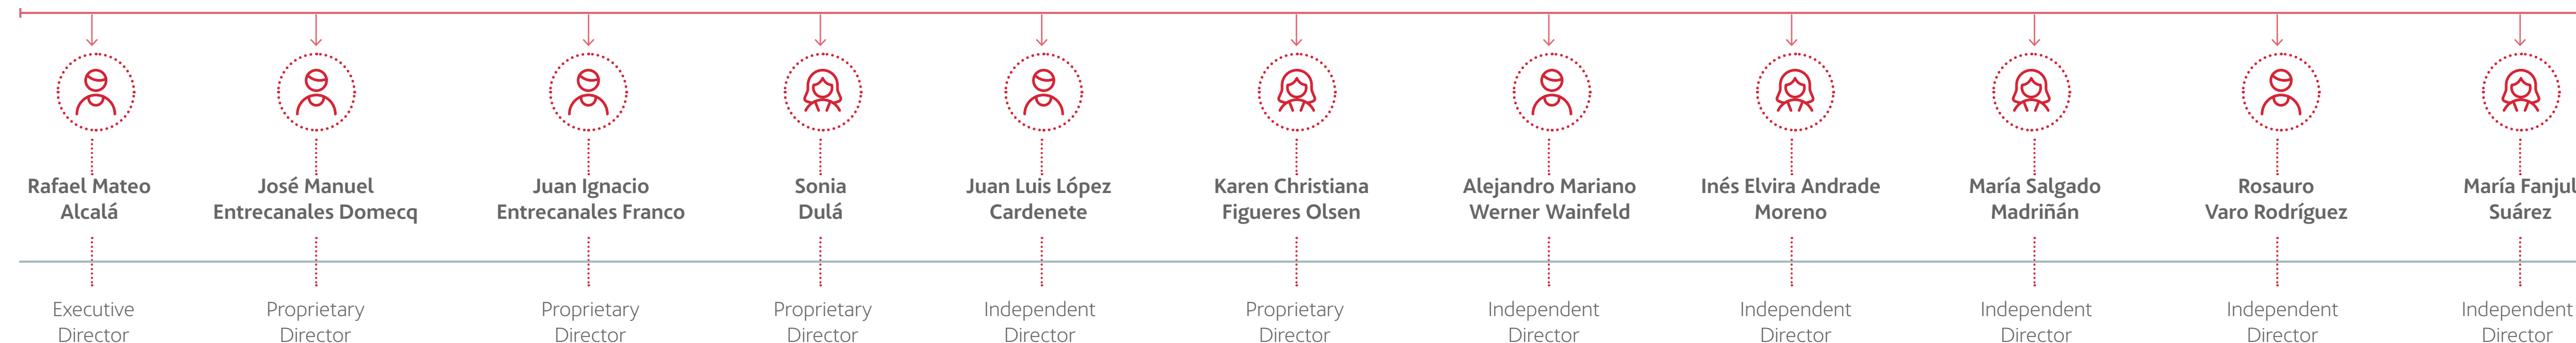 Rafael Mateo
Alcalá
José Manuel
Entrecanales Domecq
Juan Ignacio
Entrecanales Franco
Sonia
Dulá
Juan Luis López
Cardenete
Karen Christiana
Figueres Olsen
Alejandro Mariano
Werner Wainfeld
Inés Elvira Andrade
Moreno
María Salgado
Madriñán
Rosauro
Varo Rodríguez
María Fanjul
Suárez
Executive
Director
Proprietary
Director
Proprietary
Director
Proprietary
Director
Independent
Director
Proprietary
Director
Independent
Director
Independent
Director
Independent
Director
Independent
Director
Independent
Director